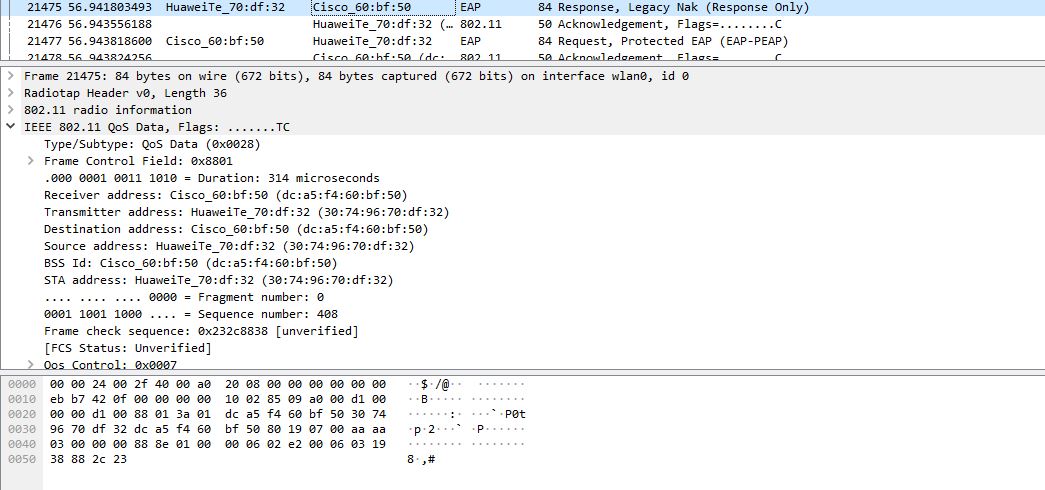 21475 56.941803493 HuaweiTe_70:df:32 Cisco_60:bf:50 EAP 84 Response, Legacy Nak (Response Only)
21476 56.943556188 HuaweiTe_70:df:32 (… 802.11 50 Acknowledgement, Flags=........C
21477 56.943818600 Cisco_60:bf:50 HuaweiTe_70:df:32 EAP 84 Request, Protected EAP (EAP-PEAP)
21478 56.943824256 Cisco_60:bf:50 (dc: 802.11 50 Acknowledgement, Flags=........C
Frame 21475: 84 bytes on wire (672 bits), 84 bytes captured (672 bits) on interface wlan0, id 0
Radiotap Header v0, Length 36
802.11 radio information
IEEE 802.11 QoS Data, Flags: .......TC
Type/Subtype: QoS Data (0x0028)
Frame Control Field: 0x8801
.000 0001 0011 1010 = Duration: 314 microseconds
Receiver address: Cisco_60:bf:50 (dc:a5:f4:60:bf:50)
Transmitter address: HuaweiTe_70:df:32 (30:74:96:70:df:32)
Destination address: Cisco_60:bf:50 (dc:a5:f4:60:bf:50)
Source address: HuaweiTe_70:df:32 (30:74:96:70:df:32)
BSS Id: Cisco_60:bf:50 (dc:a5:f4:60:bf:50)
STA address: HuaweiTe_70:df:32 (30:74:96:70:df:32)
.... .... .... 0000 = Fragment number: 0
0001 1001 1000 .... = Sequence number: 408
Frame check sequence: 0x232c8838 [unverified]
[FCS Status: Unverified]
Qos Control: 0x0007
0000 00 00 24 00 2f 40 00 a0 20 08 00 00 00 00 00 00 ··$·/@·· ········
0010 eb b7 42 0f 00 00 00 00 10 02 85 09 a0 00 d1 00 ··B····· ········
0020 00 00 d1 00 88 01 3a 01 dc a5 f4 60 bf 50 30 74 ······:· ···`·P0t
0030 96 70 df 32 dc a5 f4 60 bf 50 80 19 07 00 aa aa ·p·2···` ·P······
0040 03 00 00 00 88 8e 01 00 00 06 02 e2 00 06 03 19 ········ ········
0050 38 88 2c 23 8·,#